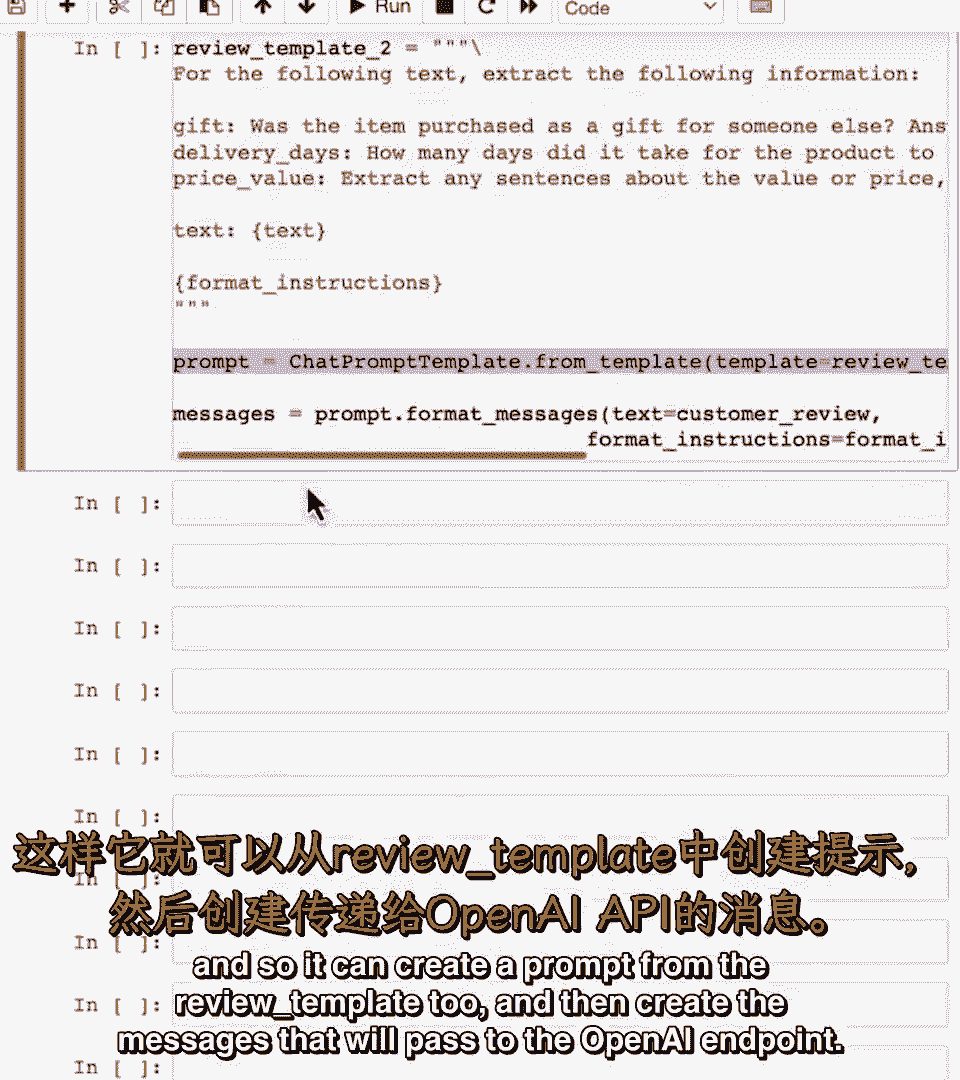 Run
Code
In [ ]: review_template_2 = """\
For the following text, extract the following information:
gift: Was the item purchased as a gift for someone else? Ans
delivery_days: How many days did it take for the product to
price_value: Extract any sentences about the value or price,
text: {text}
{format_instructions}
"""
prompt = ChatPromptTemplate.from_template(template=review_te
messages = prompt.format_messages(text=customer_review,
format_instructions=format_i
In [ ]:
In [ ]:
In [ ]:
In [ ]:
In [ ]:
In [ ]:
这样它就可以从review_template中创建提示,
In [ ]:
然后创建传递给OpenAI API的消息。
In [ ]:
and so it can create a prompt from the
In [ ]: review_template too, and then create the
messages that will pass to the OpenAI endpoint.
In [ ]: